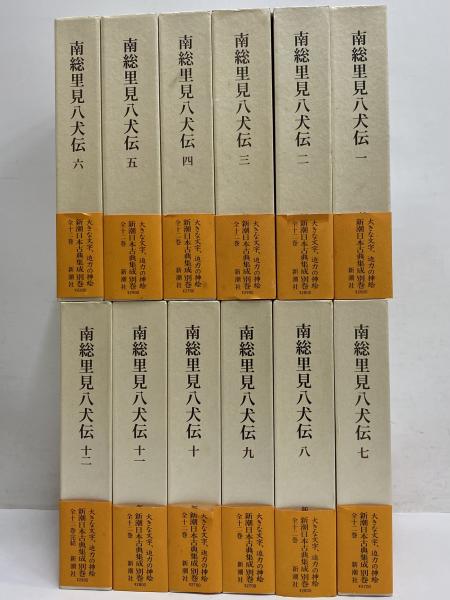 南総里見八犬伝 一
大きな文字、迫力の挿絵
新潮日本古典集成別巻
全十二巻 新潮社
南総里見八犬伝 二
大きな文字、迫力の挿絵
新潮日本古典集成別巻
全十二巻 新潮社
南総里見八犬伝 三
大きな文字、迫力の挿絵
新潮日本古典集成別巻
全十二巻 新潮社
南総里見八犬伝 四
大きな文字、迫力の挿絵
新潮日本古典集成別巻
全十二巻 新潮社
南総里見八犬伝 五
大きな文字、迫力の挿絵
新潮日本古典集成別巻
全十二巻 新潮社
南総里見八犬伝 六
大きな文字、迫力の挿絵
新潮日本古典集成別巻
全十二巻 新潮社
南総里見八犬伝 七
大きな文字、迫力の挿絵
新潮日本古典集成別巻
全十二巻 新潮社
南総里見八犬伝 八
大きな文字、迫力の挿絵
新潮日本古典集成別巻
全十二巻 新潮社
南総里見八犬伝 九
大きな文字、迫力の挿絵
新潮日本古典集成別巻
全十二巻 新潮社
南総里見八犬伝 十
大きな文字、迫力の挿絵
新潮日本古典集成別巻
全十二巻 新潮社
南総里見八犬伝 十一
大きな文字、迫力の挿絵
新潮日本古典集成別巻
全十二巻 新潮社
南総里見八犬伝 十二
大きな文字、迫力の挿絵
新潮日本古典集成別巻
全十二巻完結 新潮社